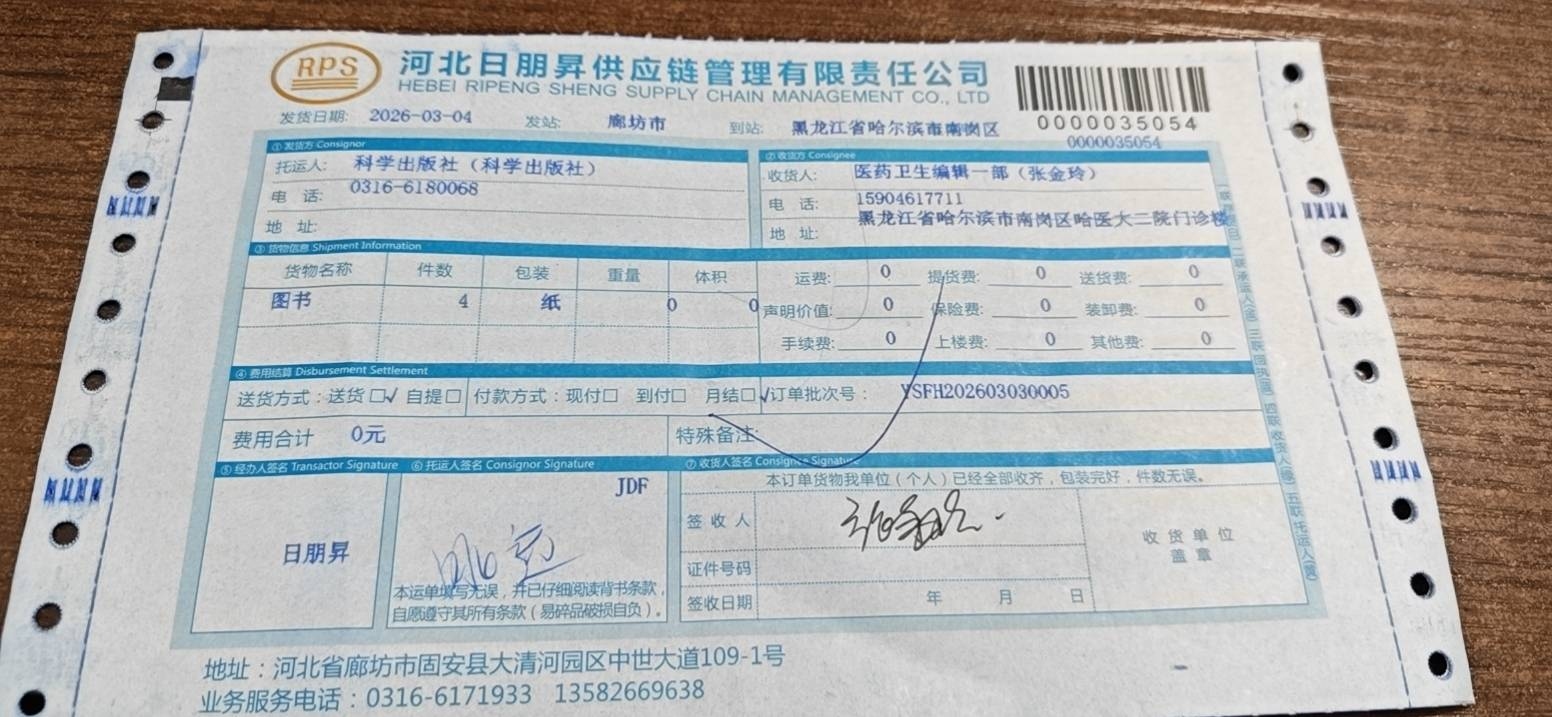 RPS
河北日朋昇供应链管理有限责任公司
HEBEI RIPENG SHENG SUPPLY CHAIN MANAGEMENT CO., LTD
0000035054
发货日期: 2026-03-04 发站: 廊坊市 到站: 黑龙江省哈尔滨市南岗区
0000035054
①发货方 Consignor ②收货方 Consignee
托运人: 科学出版社（科学出版社） 收货人: 医药卫生编辑一部（张金玲）
电 话: 0316-6180068 电 话: 15904617711
地 址: 地 址: 黑龙江省哈尔滨市南岗区哈医大二院门诊楼
③货物信息 Shipment Information
货物名称 件数 包装 重量 体积 运费: 0 提货费: 0 送货费: 0
图书 4 纸 0 0 声明价值: 0 保险费: 0 装卸费: 0
手续费: 0 上楼费: 0 其他费: 0
④费用结算 Disbursement Settlement
送货方式：送货□√ 自提□ 付款方式：现付□ 到付□ 月结□√ 订单批次号： YSFH202603030005
费用合计 0元 特殊备注:
⑤经办人签名 Transactor Signature ⑥托运人签名 Consignor Signature ⑦收货人签名 Consignee Signature
本订单货物我单位（个人）已经全部收齐，包装完好，件数无误。
JDF
签 收 人 张金玲
日朋昇
收 货 单 位
盖 章
证件号码
本运单填写无误，并已仔细阅读背书条款，
自愿遵守其所有条款（易碎品破损自负）。
签收日期 年 月 日
地址：河北省廊坊市固安县大清河园区中世大道109-1号
业务服务电话：0316-6171933 13582669638